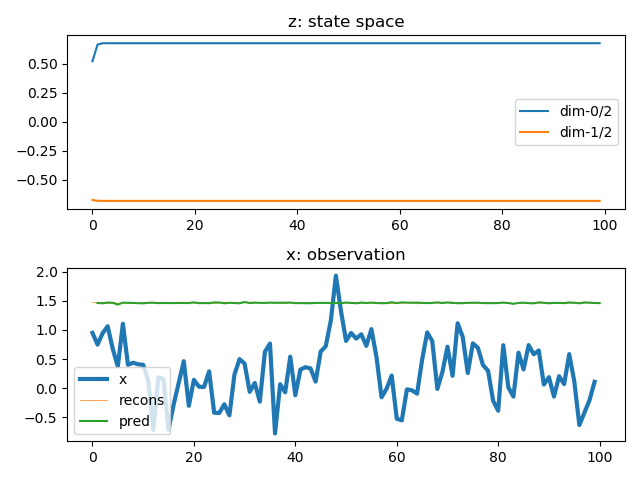 z: state space
0.50
0.25
0.00
−0.25
−0.50
dim-0/2
dim-1/2
0 20 40 60 80 100
x: observation
2.0
1.5
1.0
0.5
0.0
−0.5
x
recons
pred
0 20 40 60 80 100